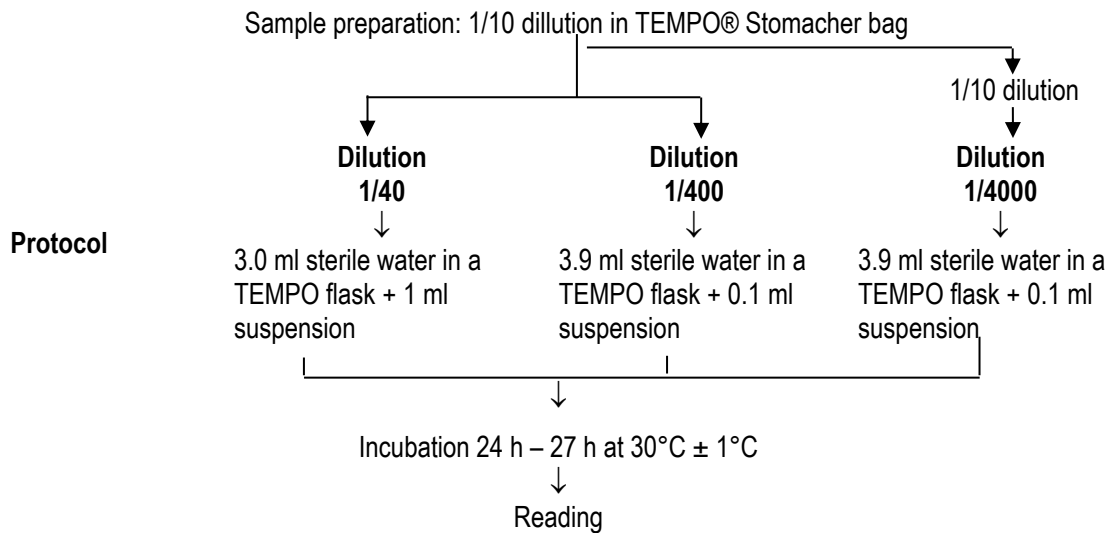 Sample preparation: 1/10 dillution in TEMPO® Stomacher bag
1/10 dilution
Dilution
1/40
Dilution
1/400
Dilution
1/4000
Protocol
3.0 ml sterile water in a
TEMPO flask + 1 ml
suspension
3.9 ml sterile water in a
TEMPO flask + 0.1 ml
suspension
3.9 ml sterile water in a
TEMPO flask + 0.1 ml
suspension
Incubation 24 h – 27 h at 30°C ± 1°C
Reading